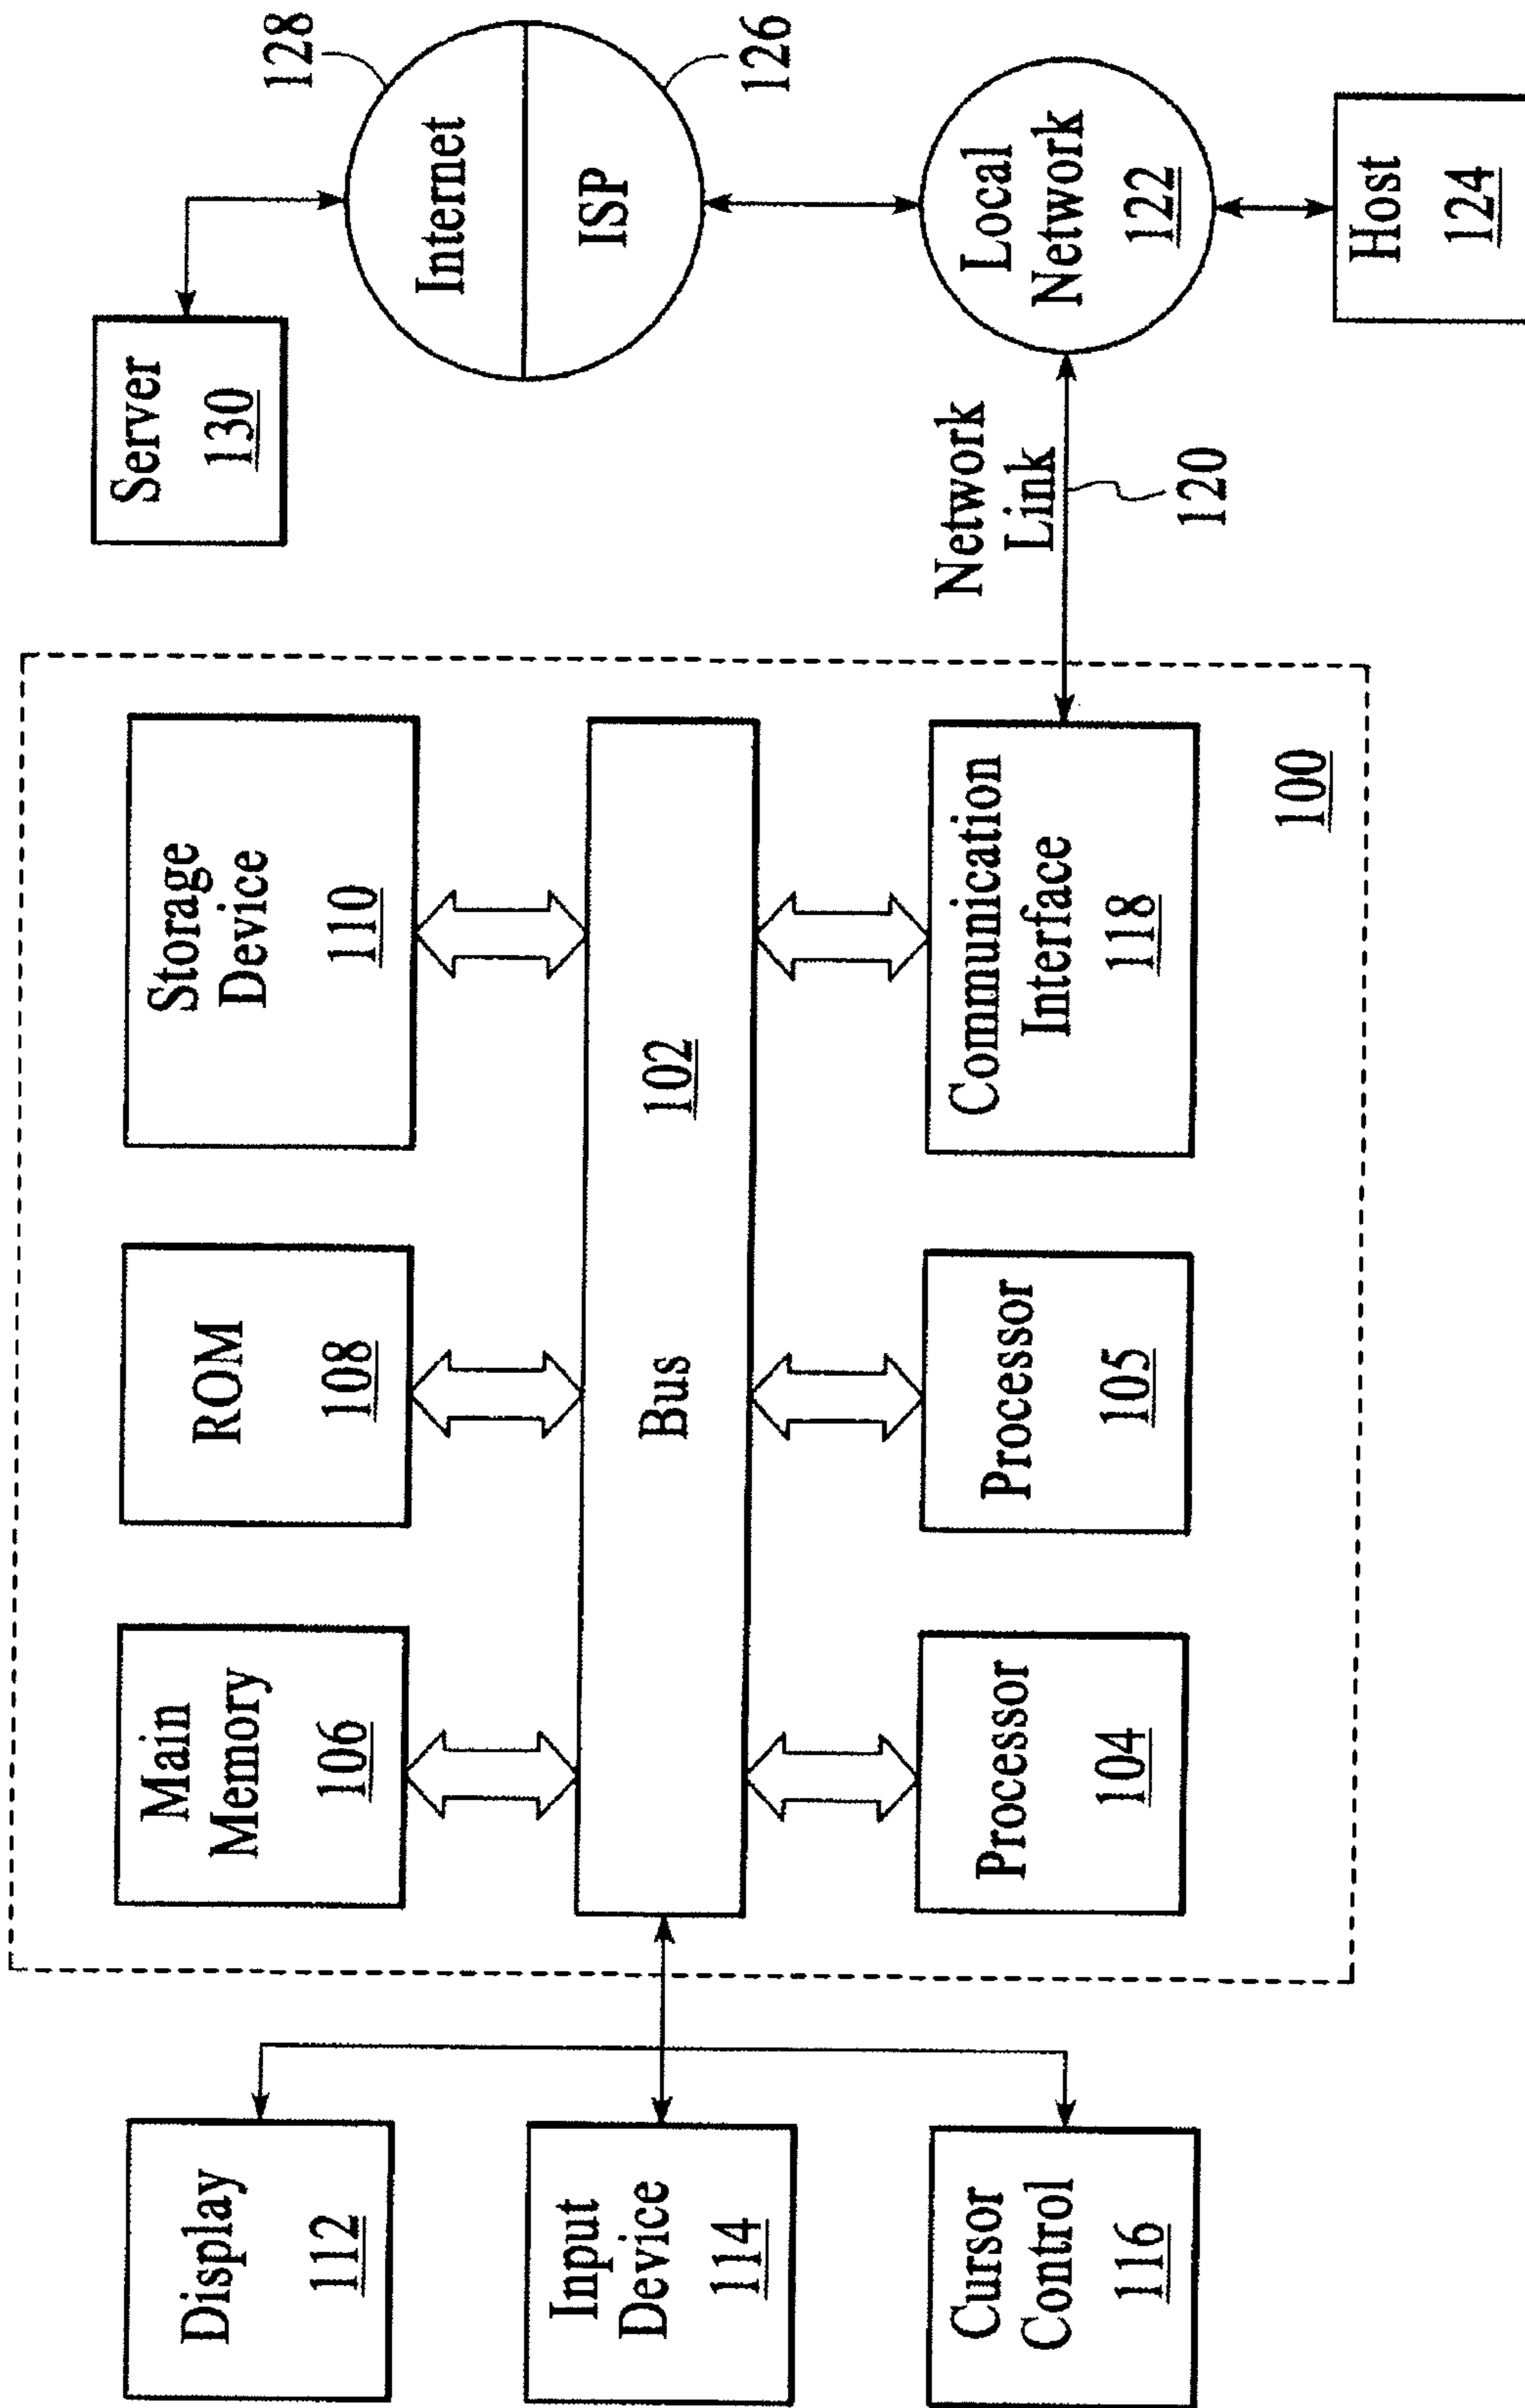 Display
112
Input
Device
114
Cursor
Control
116
Main
Memory
106
ROM
108
Storage
Device
110
Bus
102
Processor
104
Processor
105
Communication
Interface
118
100
Server
130
128
Internet
ISP
126
Network
Link
120
Local
Network
122
Host
124